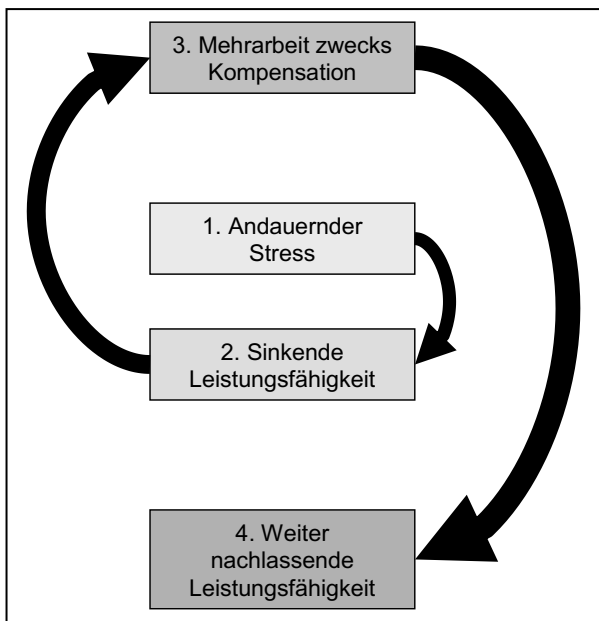 3. Mehrarbeit zwecks
Kompensation
1. Andauernder
Stress
2. Sinkende
Leistungsfähigkeit
4. Weiter
nachlassende
Leistungsfähigkeit